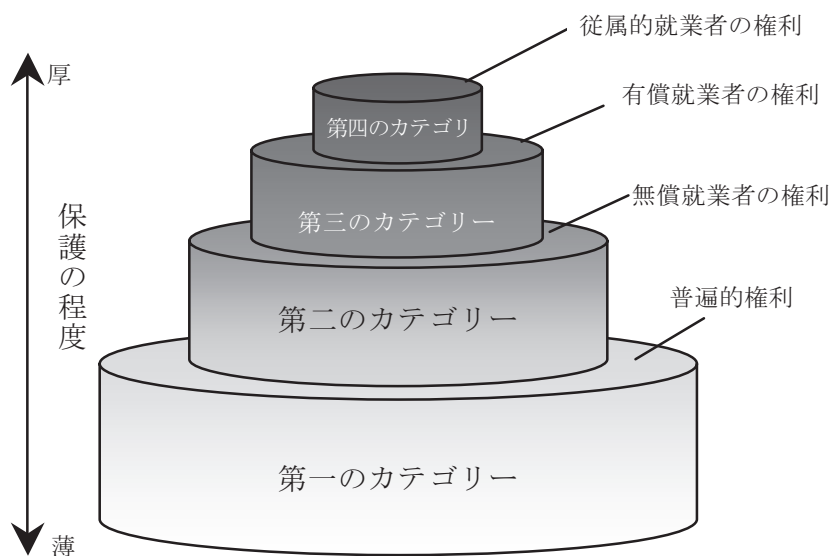 従属的就業者の権利
厚
有償就業者の権利
第四のカテゴリ
無償就業者の権利
第三のカテゴリー
保護の程度
普遍的権利
第二のカテゴリー
第一のカテゴリー
薄